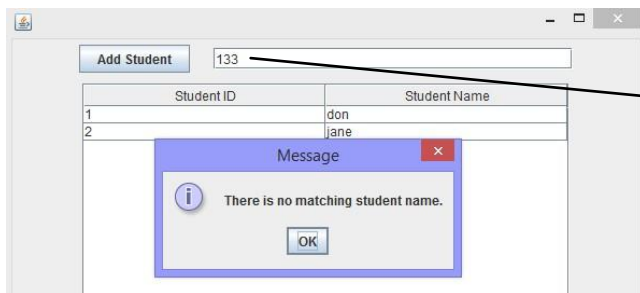 Add Student 133
Student ID Student Name
1 don
2 jane
Message
There is no matching student name.
OK